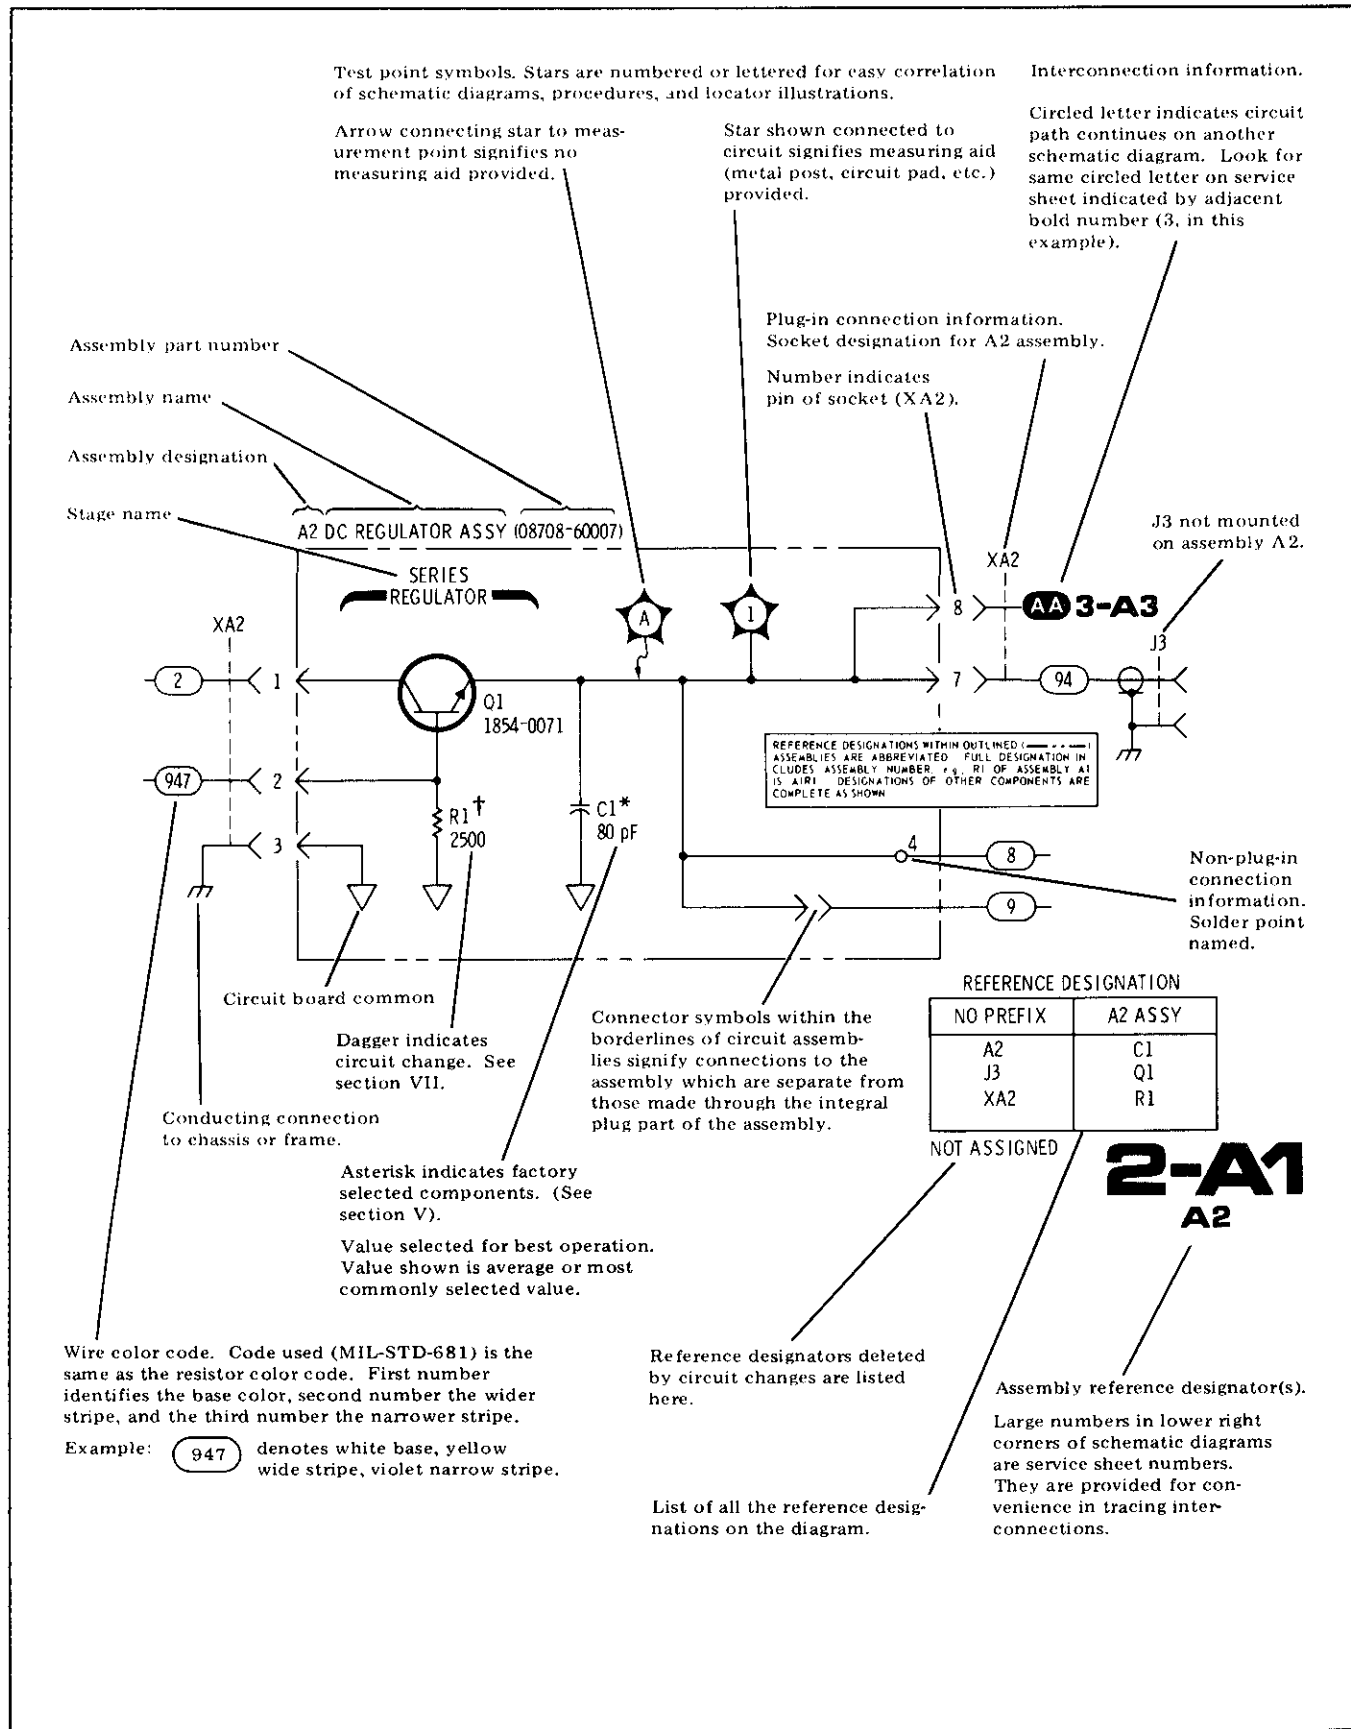 Test point symbols. Stars are numbered or lettered for easy correlation
of schematic diagrams, procedures, and locator illustrations.
Arrow connecting star to meas-
urement point signifies no
measuring aid provided.
Star shown connected to
circuit signifies measuring aid
(metal post, circuit pad, etc.)
provided.
Interconnection information.
Circled letter indicates circuit
path continues on another
schematic diagram. Look for
same circled letter on service
sheet indicated by adjacent
bold number (3, in this
example).
Plug-in connection information.
Socket designation for A2 assembly.
Number indicates
pin of socket (XA2).
Assembly part number
Assembly name
Assembly designation
Stage name
A2 DC REGULATOR ASSY (08708-60007)
J3 not mounted
on assembly A2.
SERIES
REGULATOR
XA2
XA2
A
1
8
AA 3-A3
J3
2
1
7
94
Q1
1854-0071
947
2
REFERENCE DESIGNATIONS WITHIN OUTLINED (—— - - ——)
ASSEMBLIES ARE ABBREVIATED FULL DESIGNATION IN
CLUDES ASSEMBLY NUMBER, e g, R1 OF ASSEMBLY A1
IS A1R1 DESIGNATIONS OF OTHER COMPONENTS ARE
COMPLETE AS SHOWN
R1†
2500
C1*
80 pF
3
4
8
9
Non-plug-in
connection
information.
Solder point
named.
Circuit board common
Dagger indicates
circuit change. See
section VII.
Conducting connection
to chassis or frame.
Connector symbols within the
borderlines of circuit assemb-
lies signify connections to the
assembly which are separate from
those made through the integral
plug part of the assembly.
REFERENCE DESIGNATION
NO PREFIX A2 ASSY
A2 C1
J3 Q1
XA2 R1
NOT ASSIGNED
2-A1
A2
Asterisk indicates factory
selected components. (See
section V).
Value selected for best operation.
Value shown is average or most
commonly selected value.
Wire color code. Code used (MIL-STD-681) is the
same as the resistor color code. First number
identifies the base color, second number the wider
stripe, and the third number the narrower stripe.
Example: 947 denotes white base, yellow
wide stripe, violet narrow stripe.
Reference designators deleted
by circuit changes are listed
here.
List of all the reference desig-
nations on the diagram.
Assembly reference designator(s).
Large numbers in lower right
corners of schematic diagrams
are service sheet numbers.
They are provided for con-
venience in tracing inter-
connections.